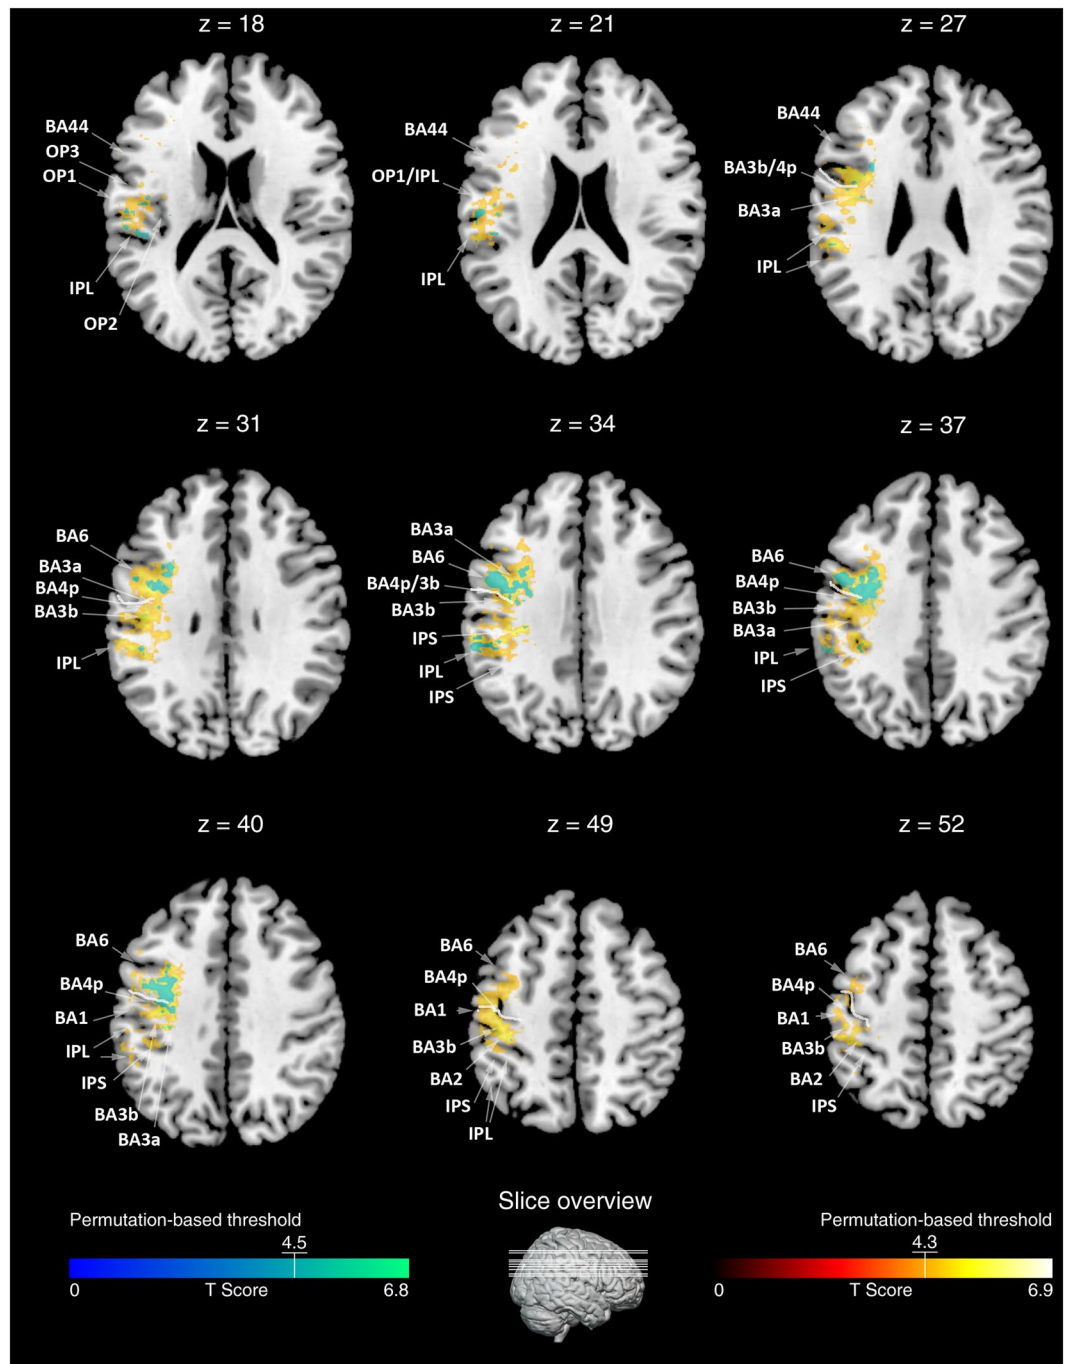 z = 18
z = 21
z = 27
BA44
OP3
OP1
IPL
OP2
BA44
OP1/IPL
IPL
BA44
BA3b/4p
BA3a
IPL
z = 31
z = 34
z = 37
BA6
BA3a
BA4p
BA3b
IPL
BA3a
BA6
BA4p/3b
BA3b
IPS
IPL
IPS
BA6
BA4p
BA3b
BA3a
IPL
IPS
z = 40
z = 49
z = 52
BA6
BA4p
BA1
IPL
IPS
BA3b
BA3a
BA6
BA4p
BA1
BA3b
BA2
IPS
IPL
BA6
BA4p
BA1
BA3b
BA2
IPS
Slice overview
Permutation-based threshold
4.5
0 T Score 6.8
Permutation-based threshold
4.3
0 T Score 6.9